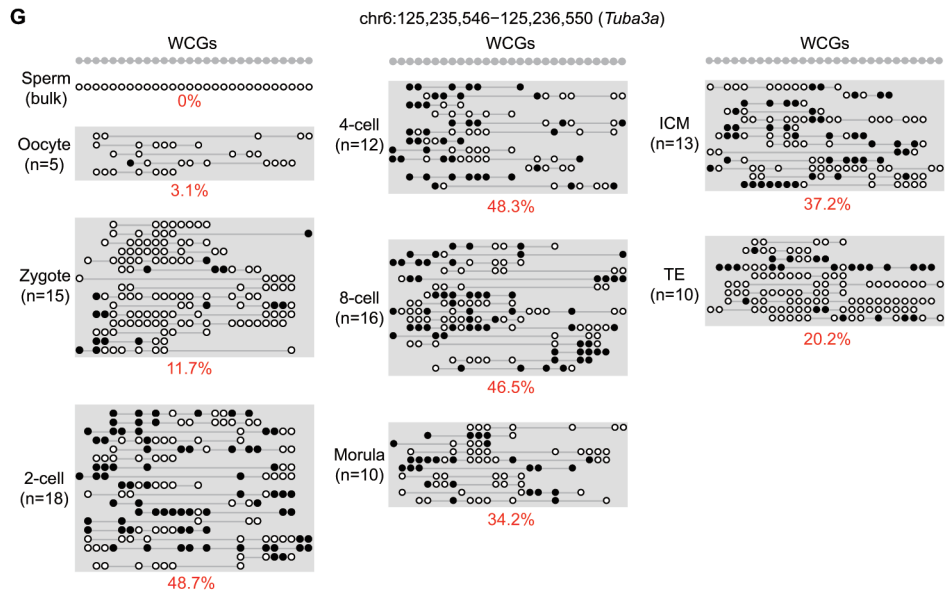 G
chr6:125,235,546−125,236,550 (Tuba3a)
WCGs
Sperm
(bulk)
0%
Oocyte
(n=5)
3.1%
Zygote
(n=15)
11.7%
2-cell
(n=18)
48.7%
WCGs
4-cell
(n=12)
48.3%
8-cell
(n=16)
46.5%
Morula
(n=10)
34.2%
WCGs
ICM
(n=13)
37.2%
TE
(n=10)
20.2%